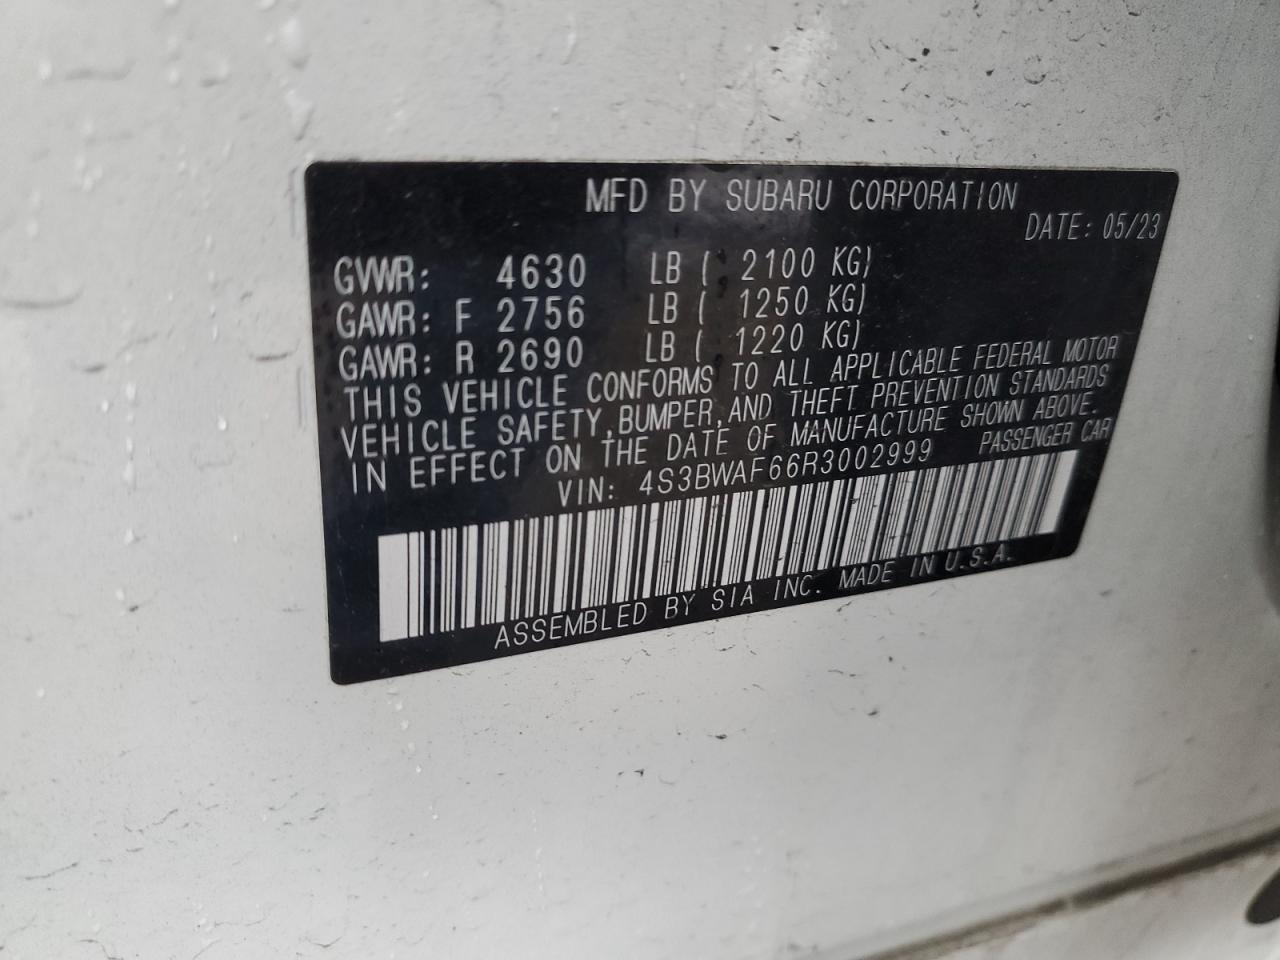 MFD BY SUBARU CORPORATION
DATE: 05/23
GVWR: 4630 LB ( 2100 KG)
GAWR: F 2756 LB ( 1250 KG)
GAWR: R 2690 LB ( 1220 KG)
THIS VEHICLE CONFORMS TO ALL APPLICABLE FEDERAL MOTOR
VEHICLE SAFETY,BUMPER,AND THEFT PREVENTION STANDARDS
IN EFFECT ON THE DATE OF MANUFACTURE SHOWN ABOVE.
VIN: 4S3BWAF66R3002999 PASSENGER CAR
ASSEMBLED BY SIA INC. MADE IN U.S.A.